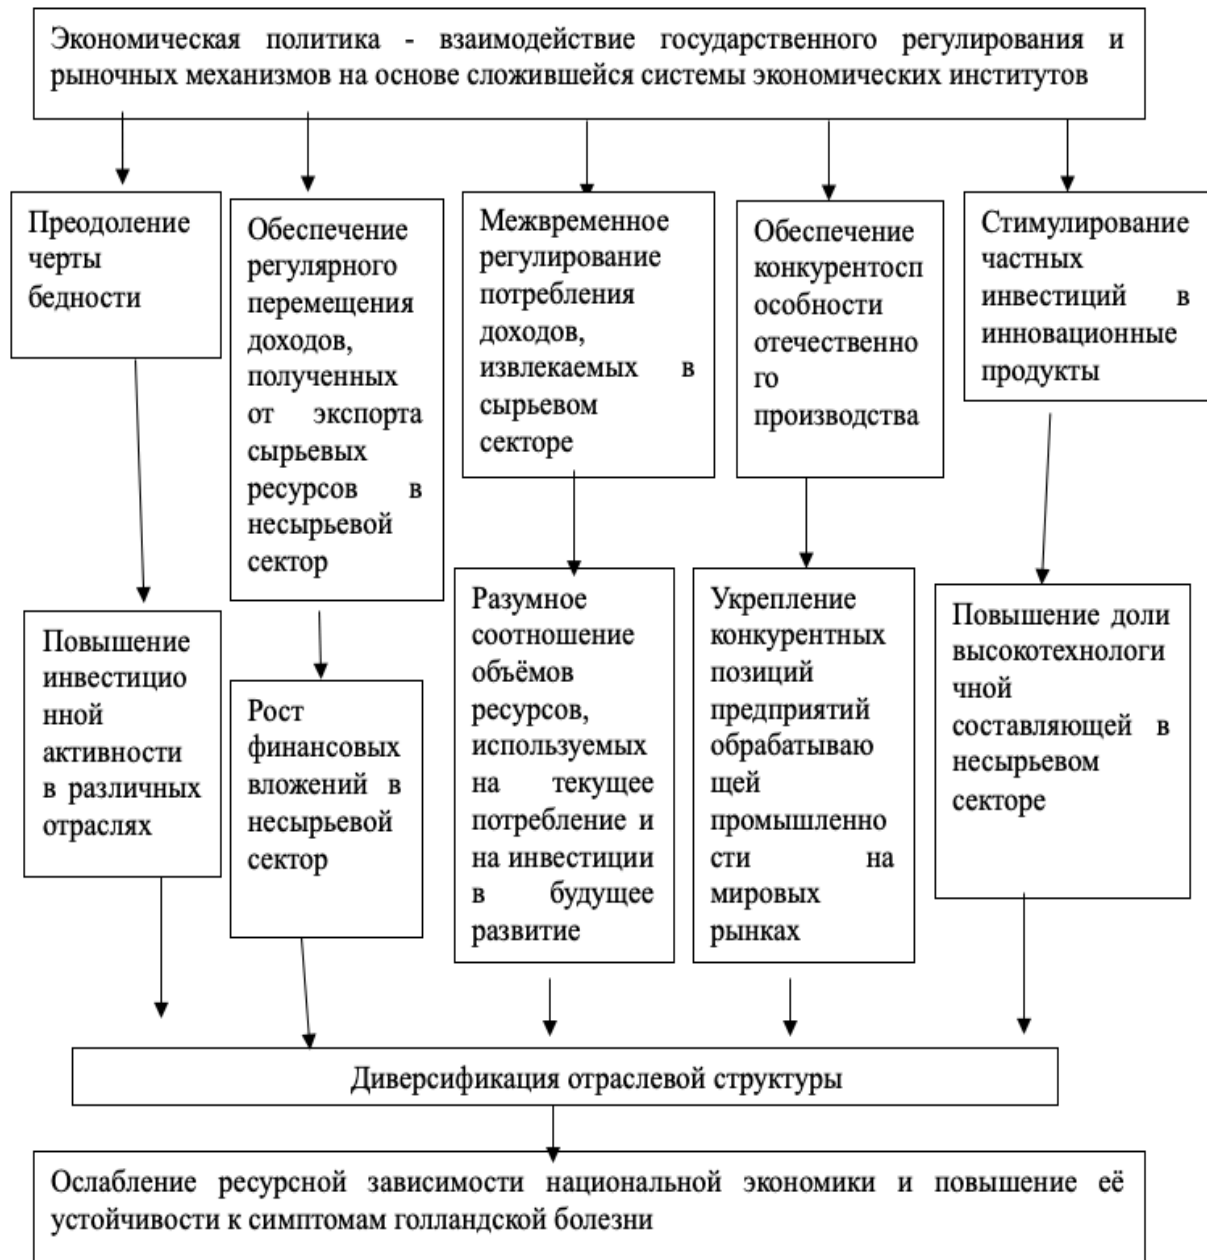 Экономическая политика - взаимодействие государственного регулирования и
рыночных механизмов на основе сложившейся системы экономических институтов
Преодоление
черты
бедности
Обеспечение
регулярного
перемещения
доходов,
полученных
от экспорта
сырьевых
ресурсов в
несырьевой
сектор
Межвременное
регулирование
потребления
доходов,
извлекаемых в
сырьевом
секторе
Обеспечение
конкурентосп
особности
отечественно
го
производства
Стимулирование
частных
инвестиций в
инновационные
продукты
Повышение
инвестицио
нной
активности
в различных
отраслях
Рост
финансовых
вложений в
несырьевой
сектор
Разумное
соотношение
объёмов
ресурсов,
используемых
на текущее
потребление и
на инвестиции
в будущее
развитие
Укрепление
конкурентных
позиций
предприятий
обрабатываю
щей
промышленно
сти на
мировых
рынках
Повышение доли
высокотехнологи
чной
составляющей в
несырьевом
секторе
Диверсификация отраслевой структуры
Ослабление ресурсной зависимости национальной экономики и повышение её
устойчивости к симптомам голландской болезни